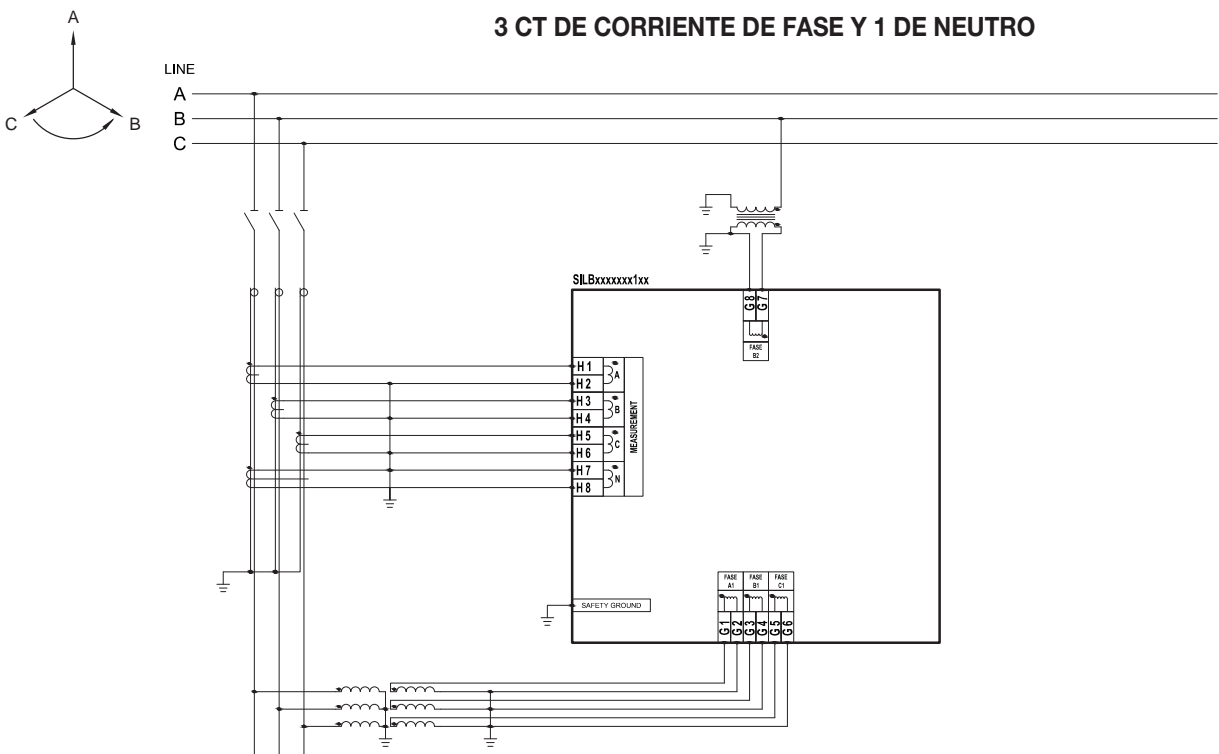 3 CT DE CORRIENTE DE FASE Y 1 DE NEUTRO
A
C
B
LINE
A
B
C
SILBxxxxxxx1xx
G8
G7
FASE
B2
H1
H2
H3
H4
H5
H6
H7
H8
A
B
C
N
MEASUREMENT
SAFETY GROUND
FASE
A1
FASE
B1
FASE
C1
G1
G2
G3
G4
G5
G6